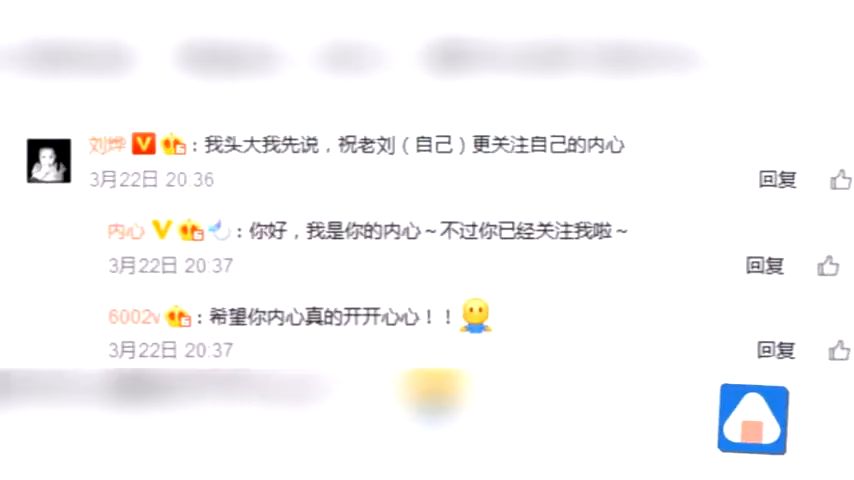 刘烨：我头大我先说，祝老刘（自己）更关注自己的内心
3月22日 20:36 回复
内心：你好，我是你的内心～不过你已经关注我啦～
3月22日 20:37 回复
6002v：希望你内心真的开开心心！！
3月22日 20:37 回复